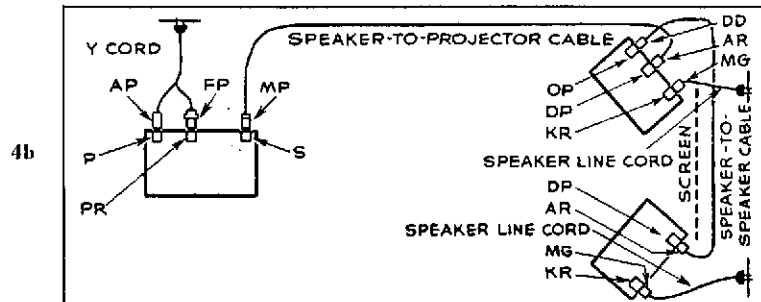 4b
Y CORD
AP
FP
MP
P
PR
S
SPEAKER-TO-PROJECTOR CABLE
DD
AR
MG
OP
DP
KR
SPEAKER LINE CORD
SCREEN
SPEAKER-TO-
SPEAKER CABLE
DP
AR
SPEAKER LINE CORD
MG
KR